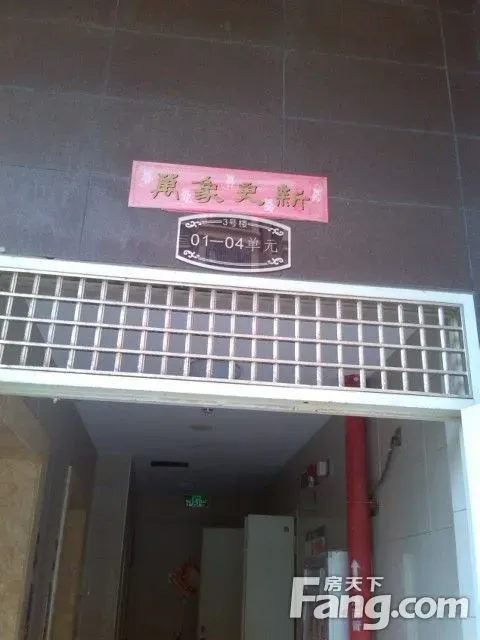 萬象更新
3号楼
01—04单元
房天下
Fang.com